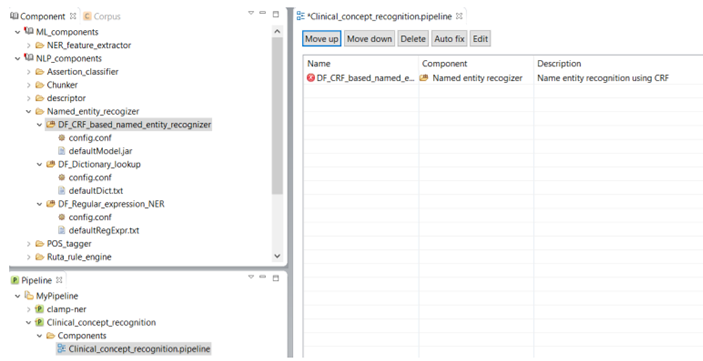 Component
Corpus
ML_components
NER_feature_extractor
NLP_components
Assertion_classifier
Chunker
descriptor
Named_entity_recogizer
DF_CRF_based_named_entity_recognizer
config.conf
defaultModel.jar
DF_Dictionary_lookup
config.conf
defaultDict.txt
DF_Regular_expression_NER
config.conf
defaultRegExpr.txt
POS_tagger
Ruta_rule_engine
Pipeline
MyPipeline
clamp-ner
Clinical_concept_recognition
Components
Clinical_concept_recognition.pipeline
*Clinical_concept_recognition.pipeline
Move up Move down Delete Auto fix Edit
Name Component Description
DF_CRF_based_named_e... Named entity recogizer Name entity recognition using CRF